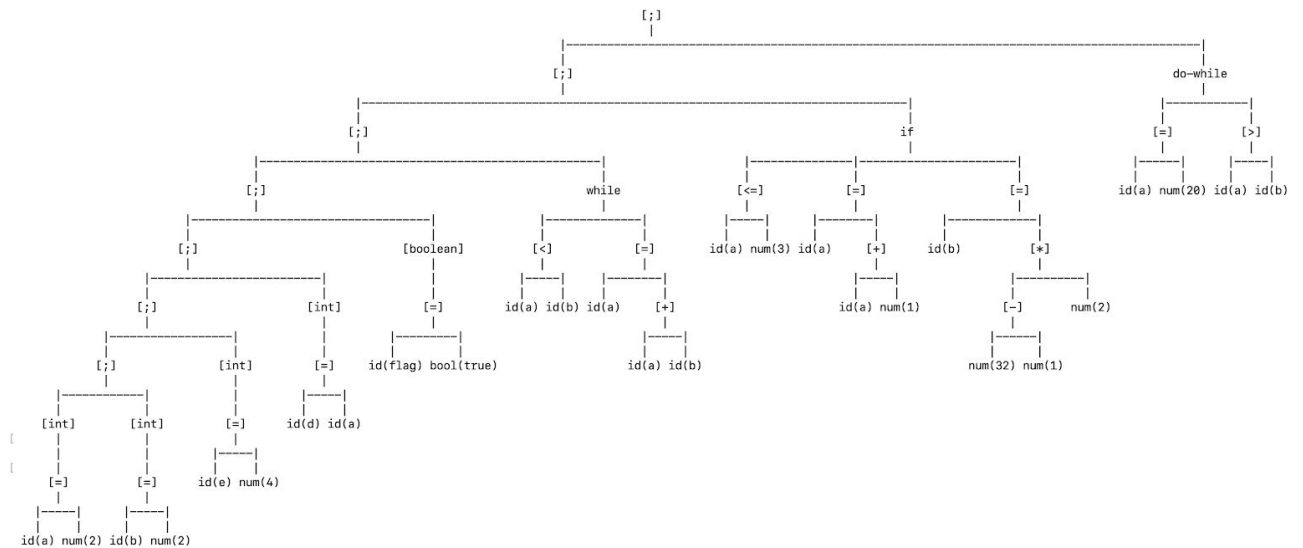 [;]
[;] do-while
[;] if [=] [>]
[;] while [<=] [=] [=] id(a) num(20) id(a) id(b)
[;] [boolean] [<] [=] id(a) num(3) id(a) [+] id(b) [*]
[;] [int] [=] id(a) id(b) id(a) [+] id(a) num(1) [-] num(2)
[;] [int] [=] id(flag) bool(true) id(a) id(b) num(32) num(1)
[int] [int] [=] id(d) id(a)
[
[
[=] [=] id(e) num(4)
id(a) num(2) id(b) num(2)